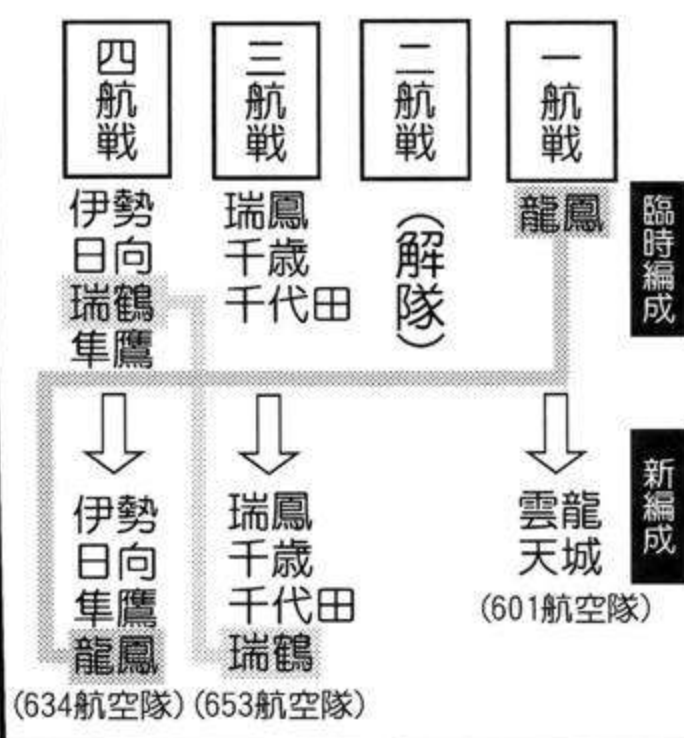 一航戦
二航戦
三航戦
四航戦
臨時編成
龍鳳
(解隊)
瑞鳳
千歳
千代田
伊勢
日向
瑞鶴
隼鷹
新編成
雲龍
天城
(601航空隊)
瑞鳳
千歳
千代田
瑞鶴
(653航空隊)
伊勢
日向
隼鷹
龍鳳
(634航空隊)